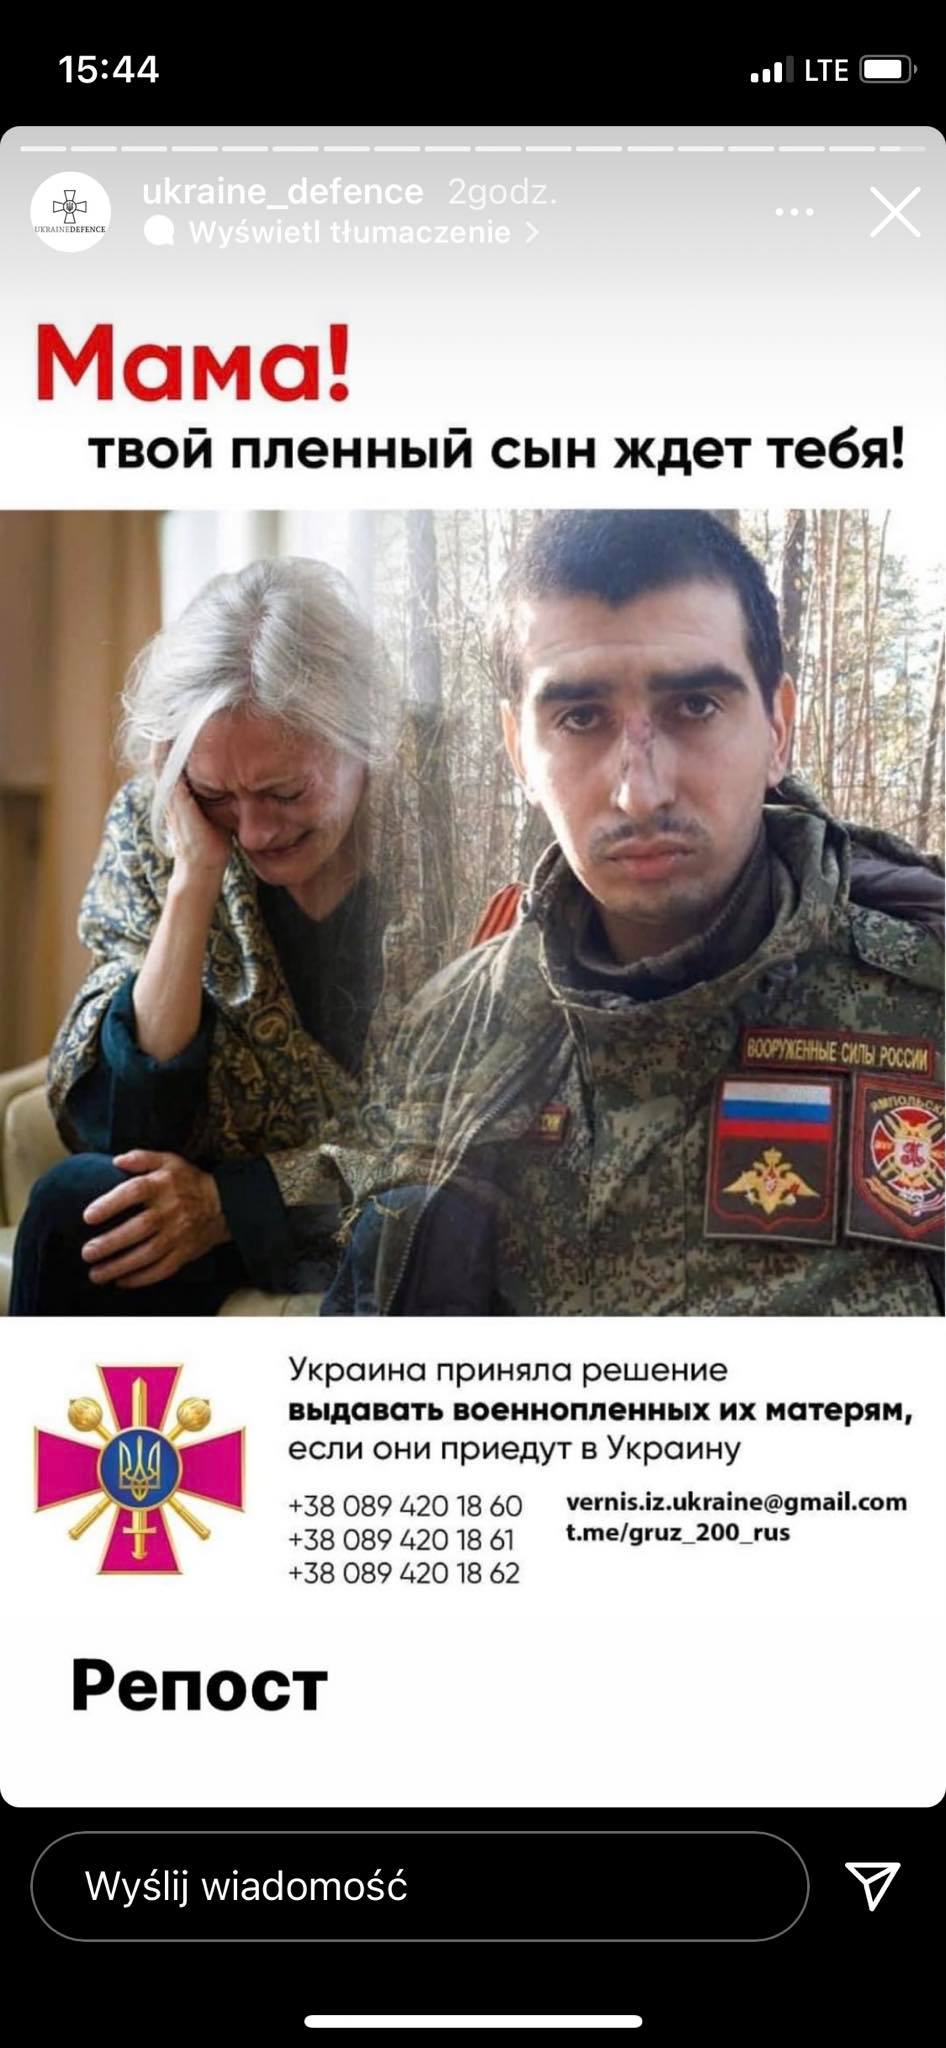 15:44
LTE
ukraine_defence 2godz.
UKRAINEDEFENCE
Wyświetl tłumaczenie >
Мама!
твой пленный сын ждет тебя!
ВООРУЖЕННЫЕ СИЛЫ РОССИИ
Украина приняла решение
выдавать военнопленных их матерям,
если они приедут в Украину
+38 089 420 18 60
+38 089 420 18 61
+38 089 420 18 62
vernis.iz.ukraine@gmail.com
t.me/gruz_200_rus
Репост
Wyślij wiadomość